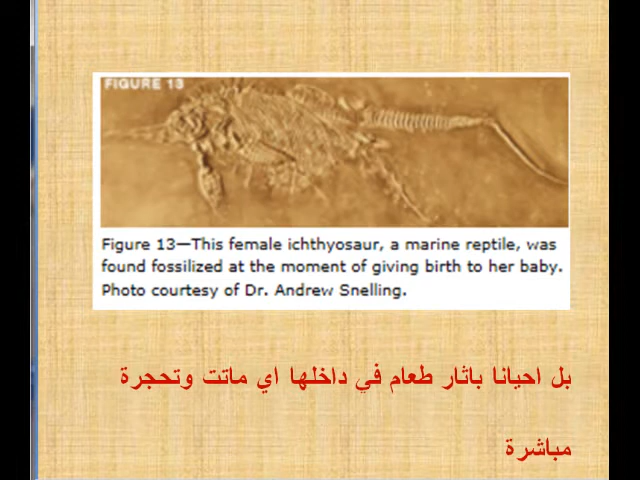 FIGURE 13
Figure 13—This female ichthyosaur, a marine reptile, was
found fossilized at the moment of giving birth to her baby.
Photo courtesy of Dr. Andrew Snelling.
بل احيانا باثار طعام في داخلها اي ماتت وتحجرة
مباشرة